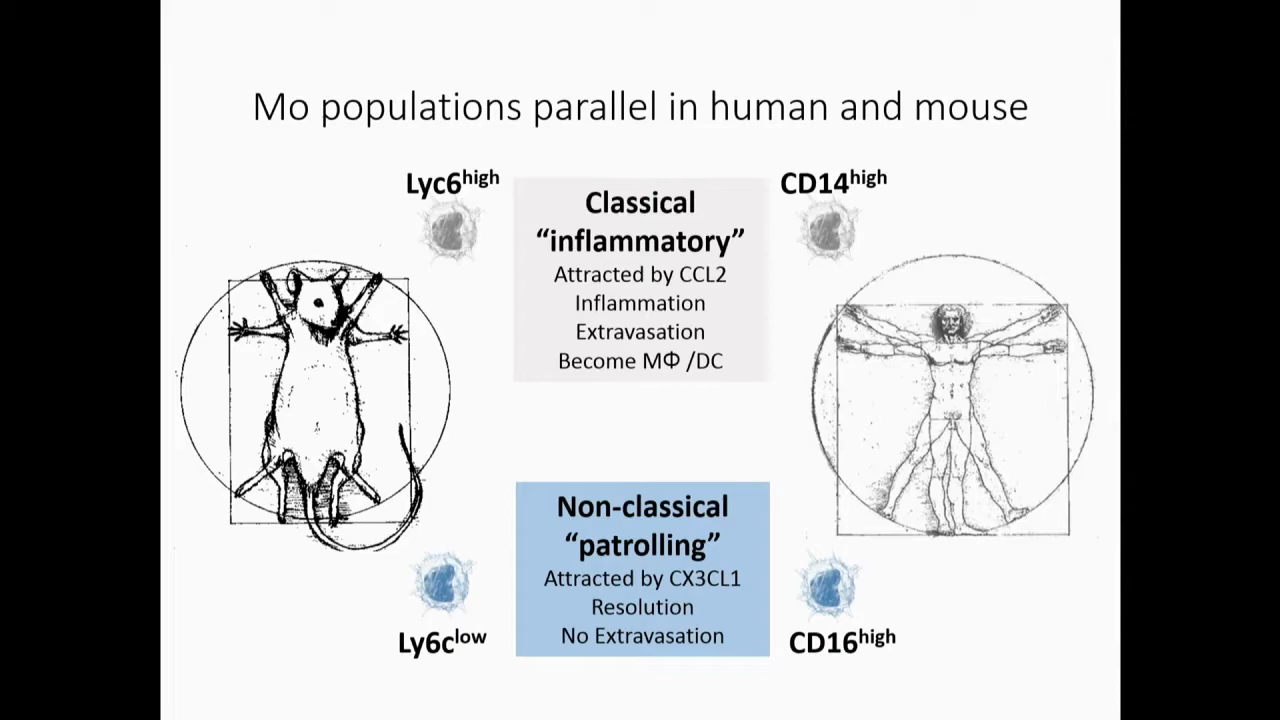 Mo populations parallel in human and mouse
Lyc6high
CD14high
Classical
“inflammatory”
Attracted by CCL2
Inflammation
Extravasation
Become MΦ /DC
Non-classical
“patrolling”
Attracted by CX3CL1
Resolution
No Extravasation
Ly6clow
CD16high